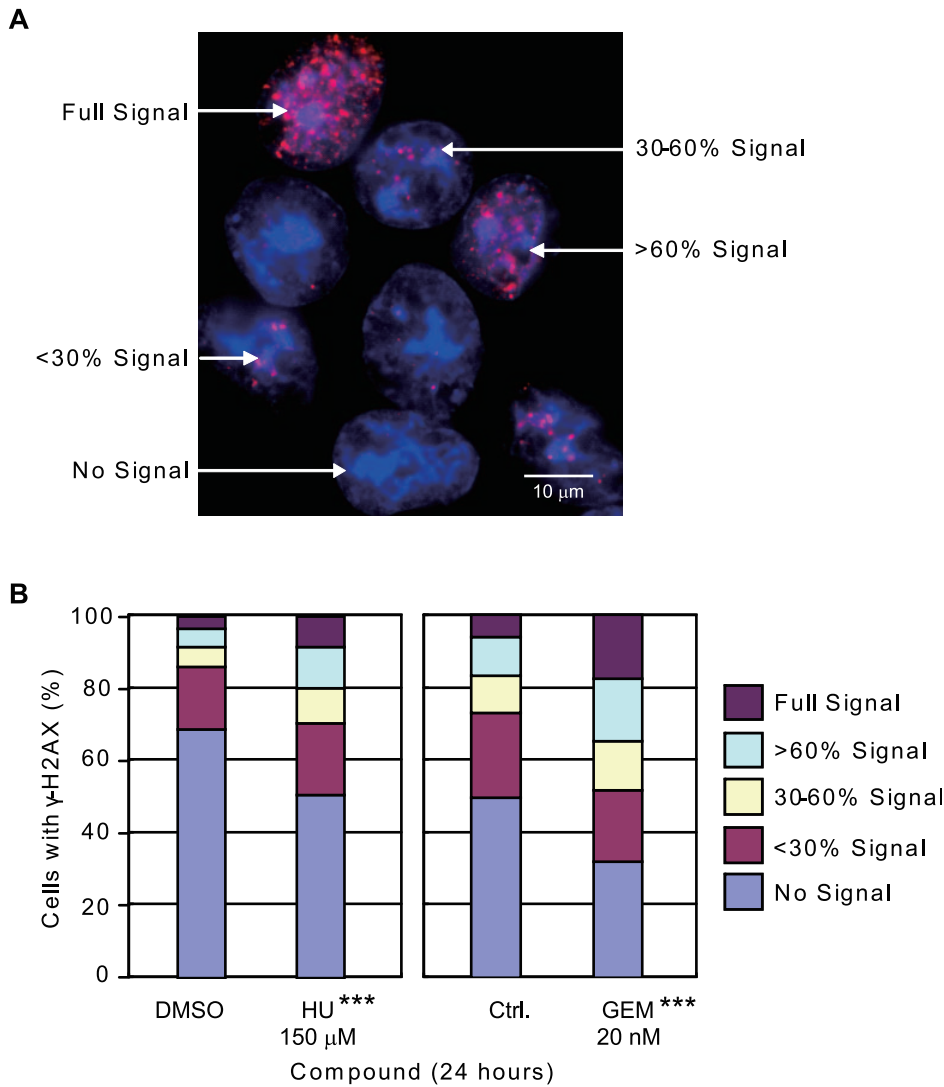 A
Full Signal
30-60% Signal
>60% Signal
<30% Signal
No Signal
10 μm
B
Cells with γ-H2AX (%)
100
80
60
40
20
0
DMSO
HU ***
150 μM
Ctrl.
GEM ***
20 nM
Compound (24 hours)
Full Signal
>60% Signal
30-60% Signal
<30% Signal
No Signal